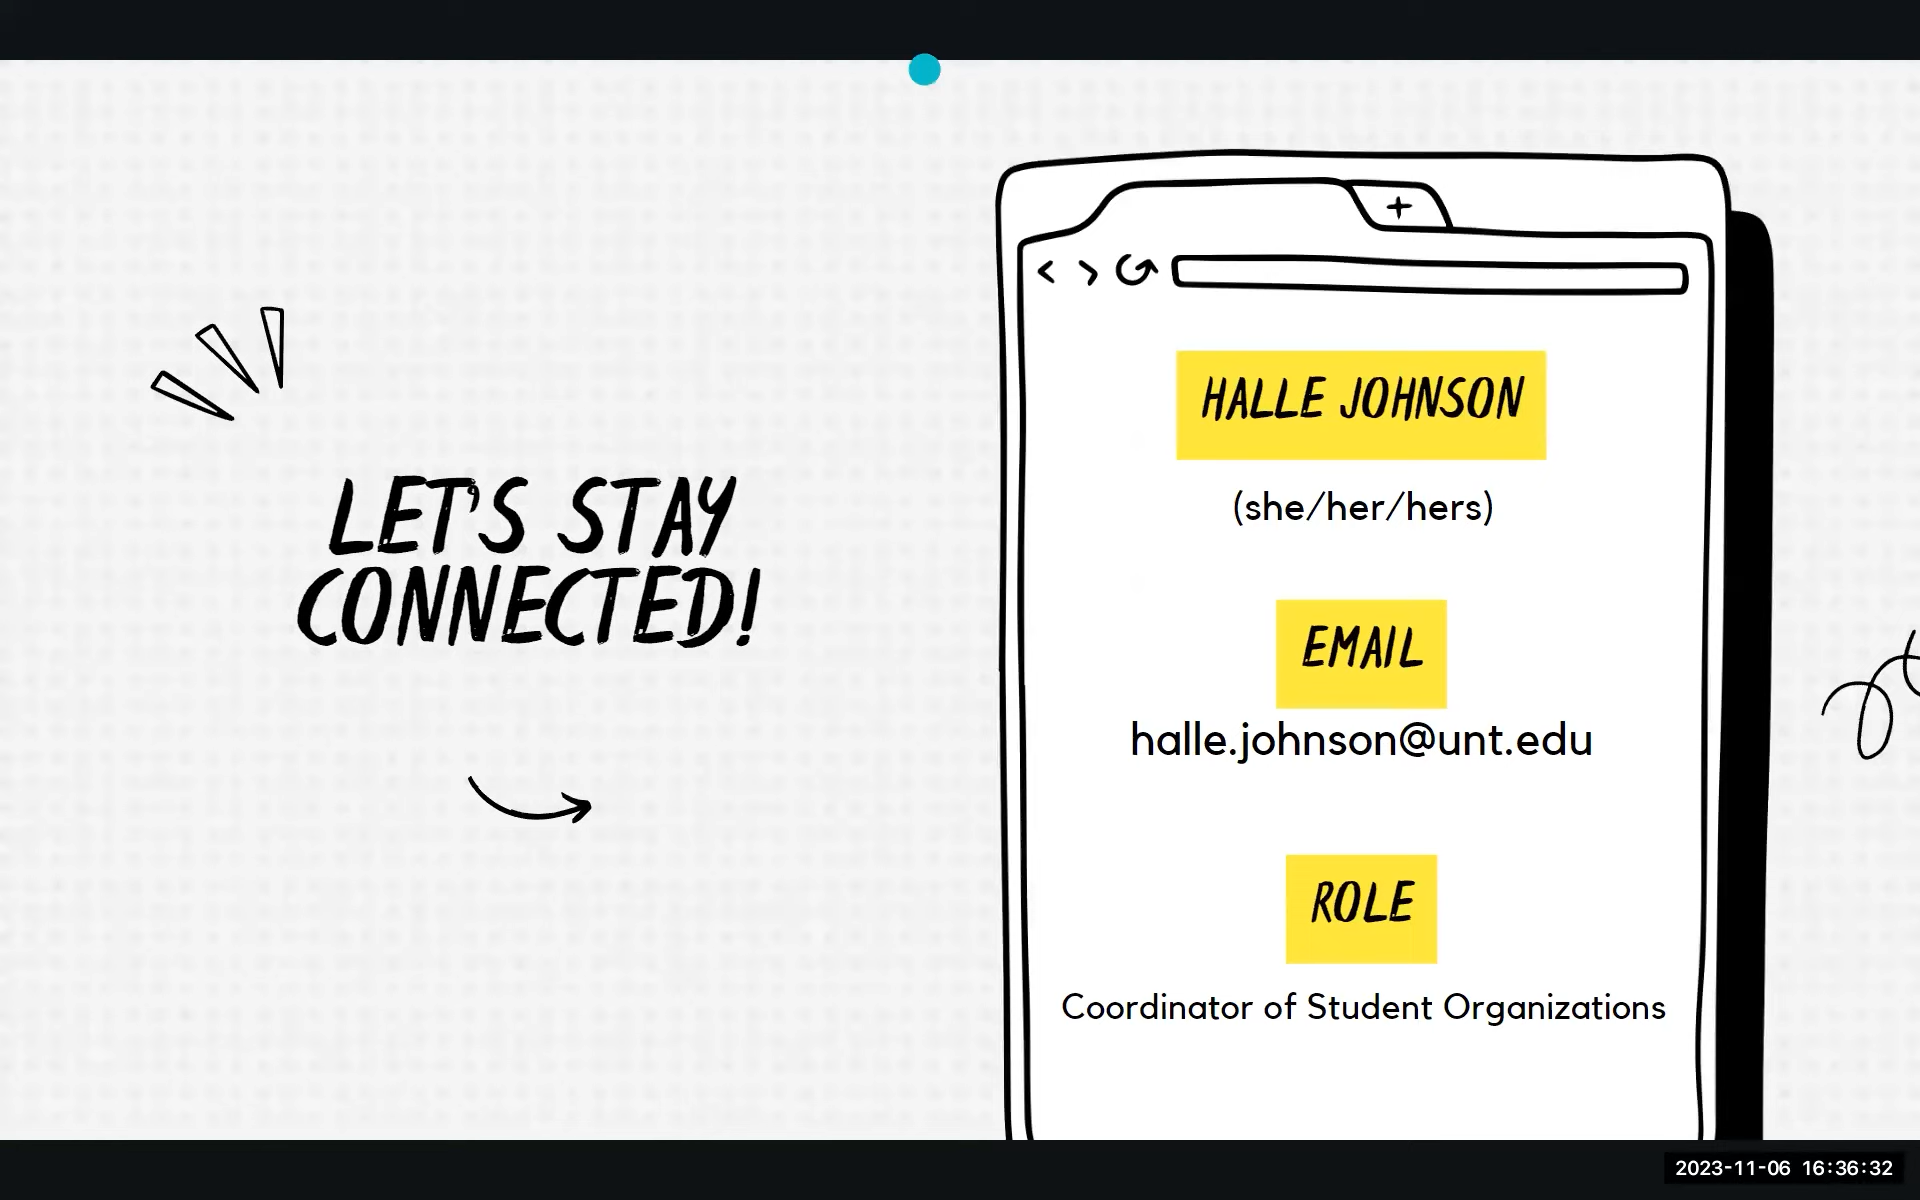 LET'S STAY
CONNECTED!
HALLE JOHNSON
(she/her/hers)
EMAIL
halle.johnson@unt.edu
ROLE
Coordinator of Student Organizations
2023-11-06 16:36:32